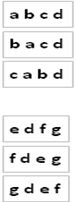 a b c d
b a c d
c a b d
e d f g
f d e g
g d e f